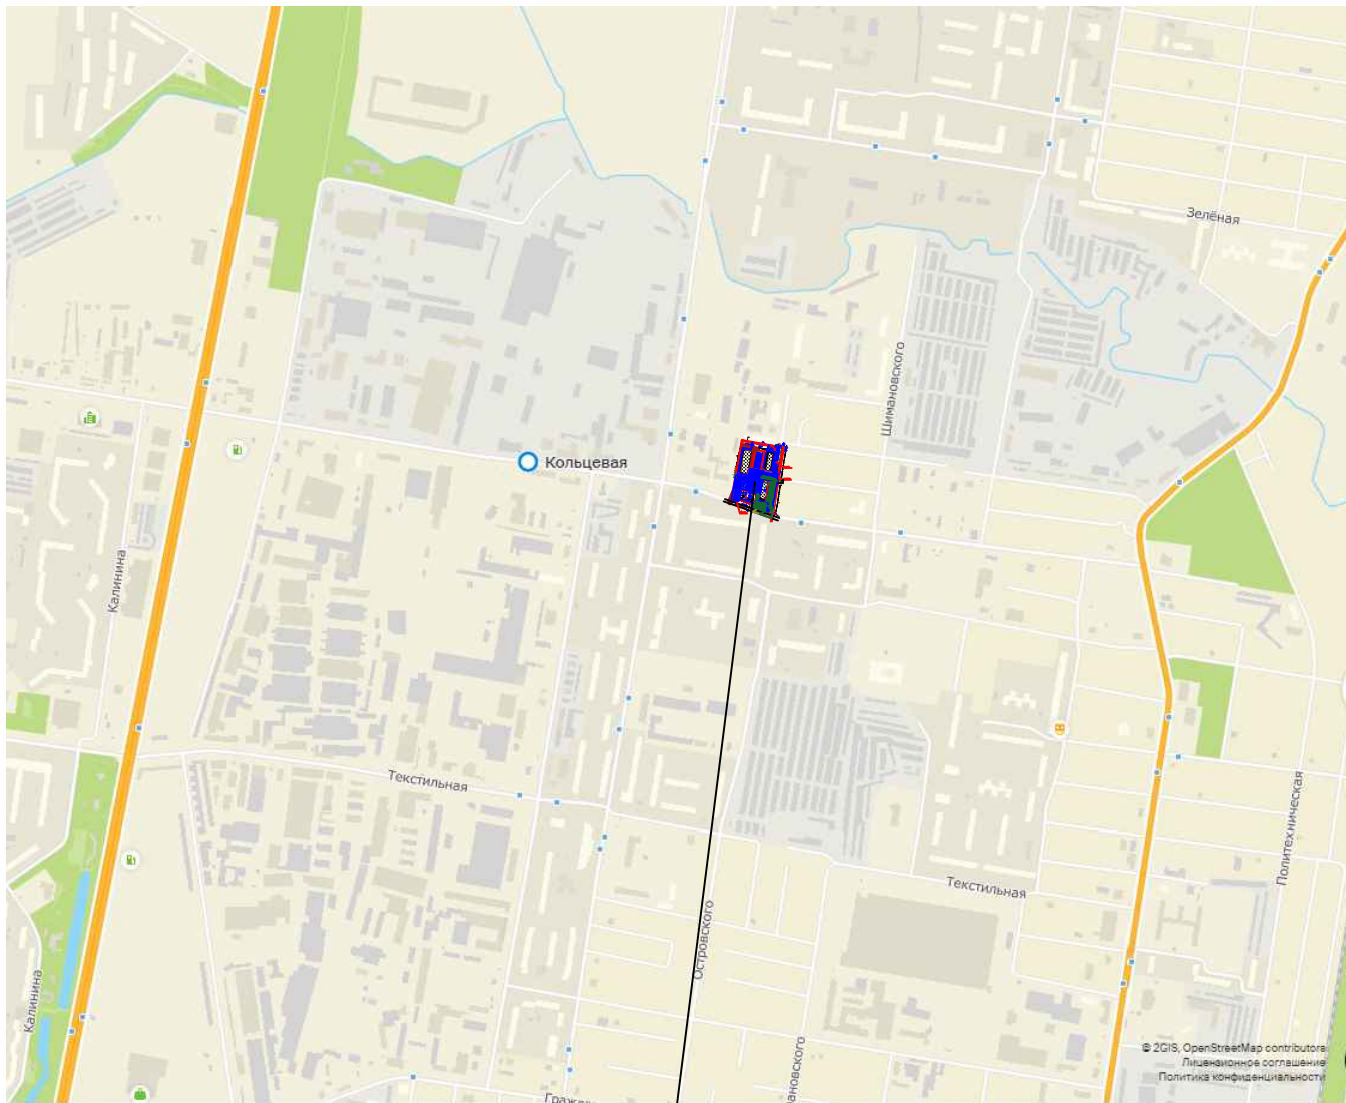 Зелёная
Шимановского
Кольцевая
Калинина
Текстильная
Политехническая
Текстильная
Островского
Калинина
© 2GIS, OpenStreetMap contributors
Лицензионное соглашение
Политика конфиденциальности